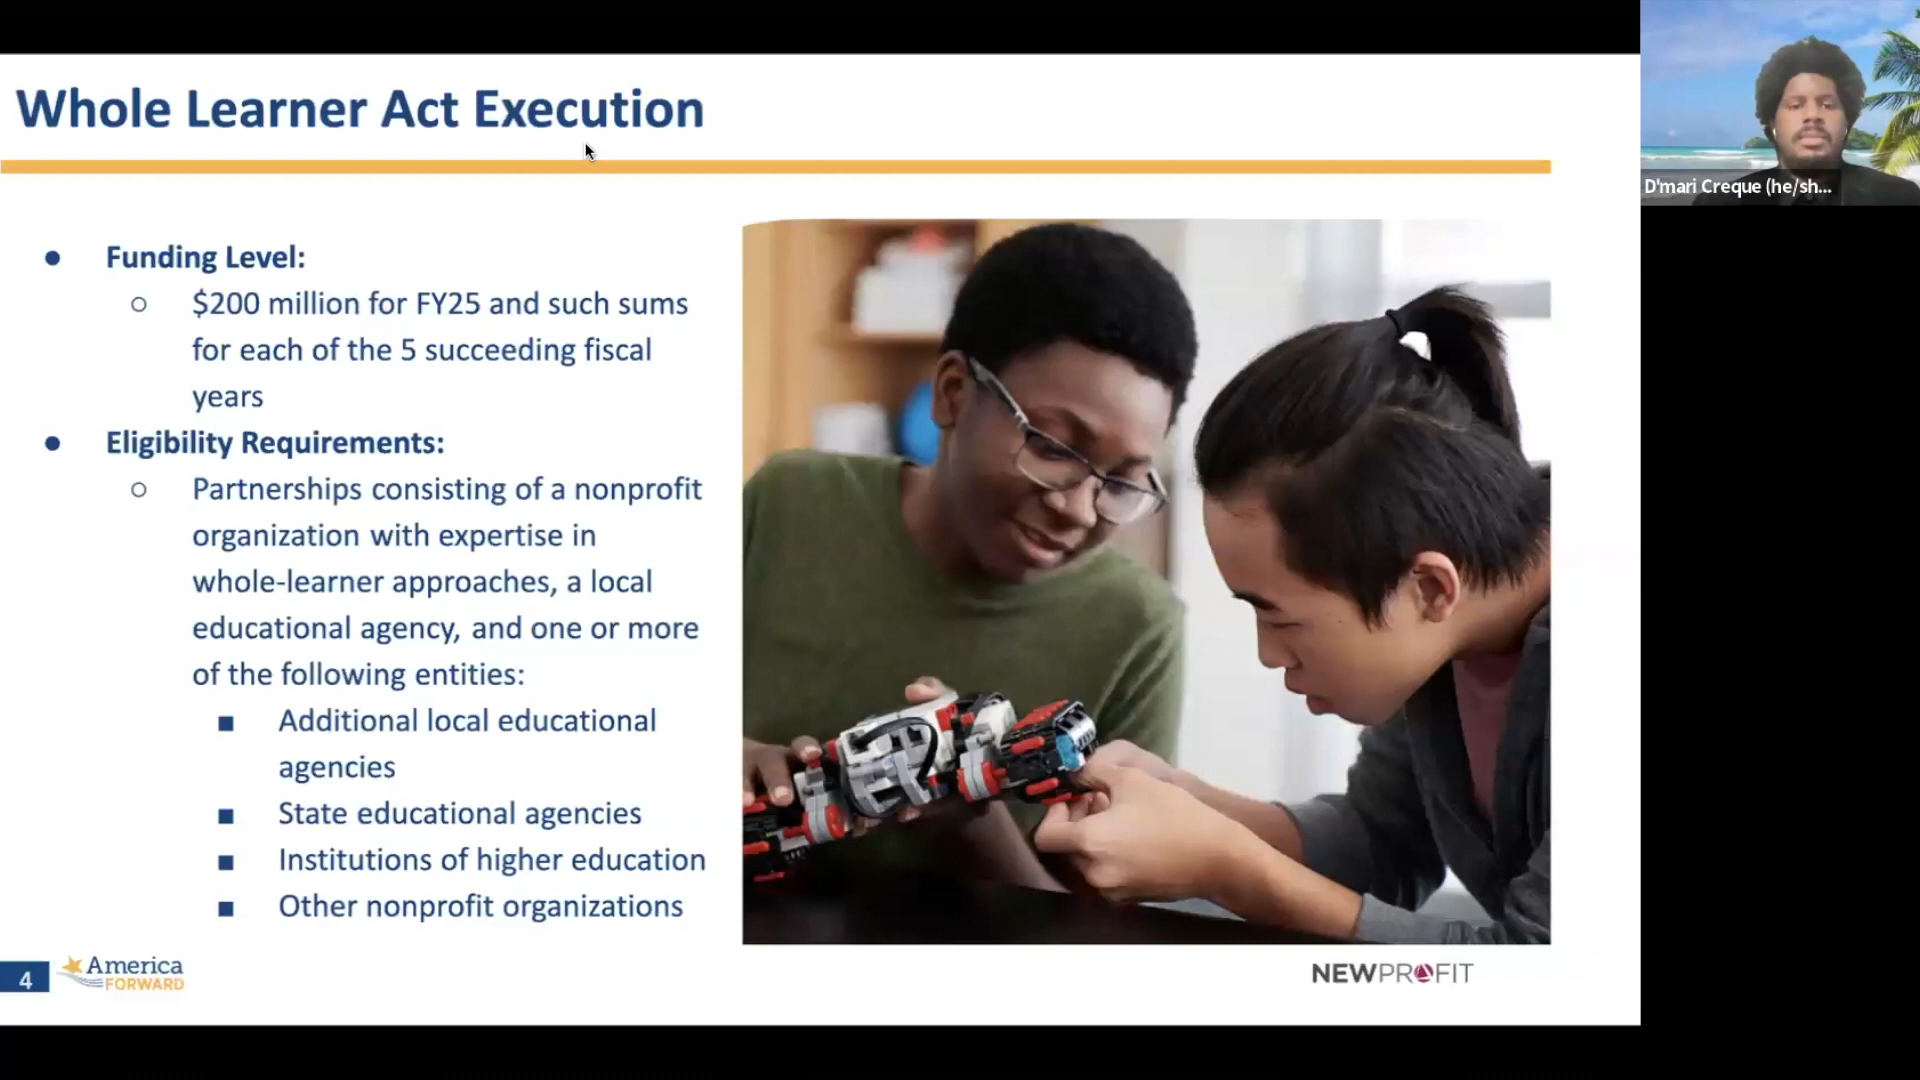 Whole Learner Act Execution
● Funding Level:
○ $200 million for FY25 and such sums
for each of the 5 succeeding fiscal
years
● Eligibility Requirements:
○ Partnerships consisting of a nonprofit
organization with expertise in
whole-learner approaches, a local
educational agency, and one or more
of the following entities:
■ Additional local educational
agencies
■ State educational agencies
■ Institutions of higher education
■ Other nonprofit organizations
4
America
FORWARD
NEWPROFIT
D'mari Creque (he/sh...